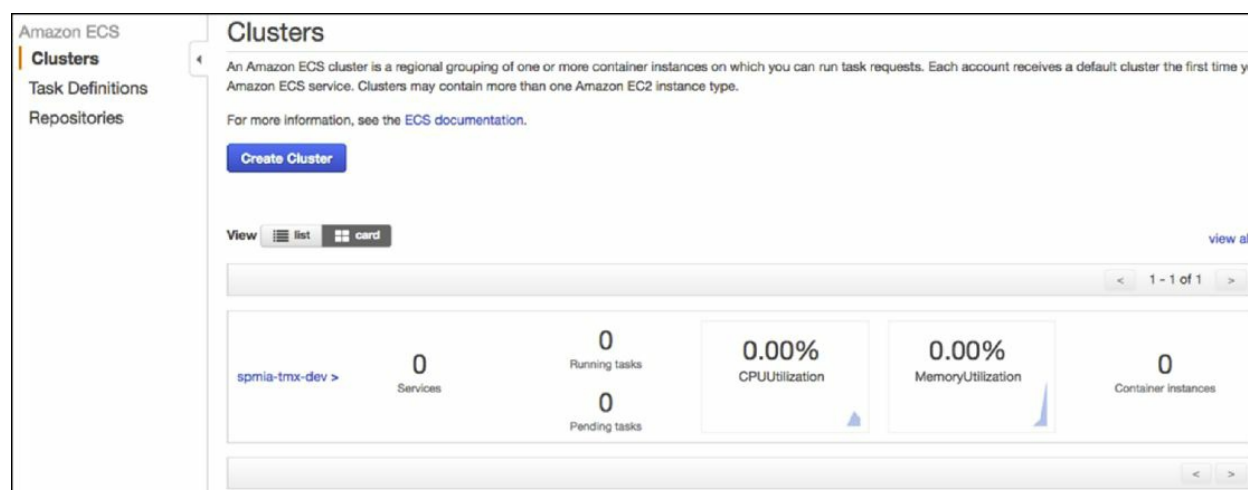 Amazon ECS
Clusters
Task Definitions
Repositories
Clusters
An Amazon ECS cluster is a regional grouping of one or more container instances on which you can run task requests. Each account receives a default cluster the first time
Amazon ECS service. Clusters may contain more than one Amazon EC2 instance type.
For more information, see the ECS documentation.
Create Cluster
View list card
view
< 1 - 1 of 1 >
spmia-tmx-dev >
0
Services
0
Running tasks
0
Pending tasks
0.00%
CPUUtilization
0.00%
MemoryUtilization
0
Container instances
< >